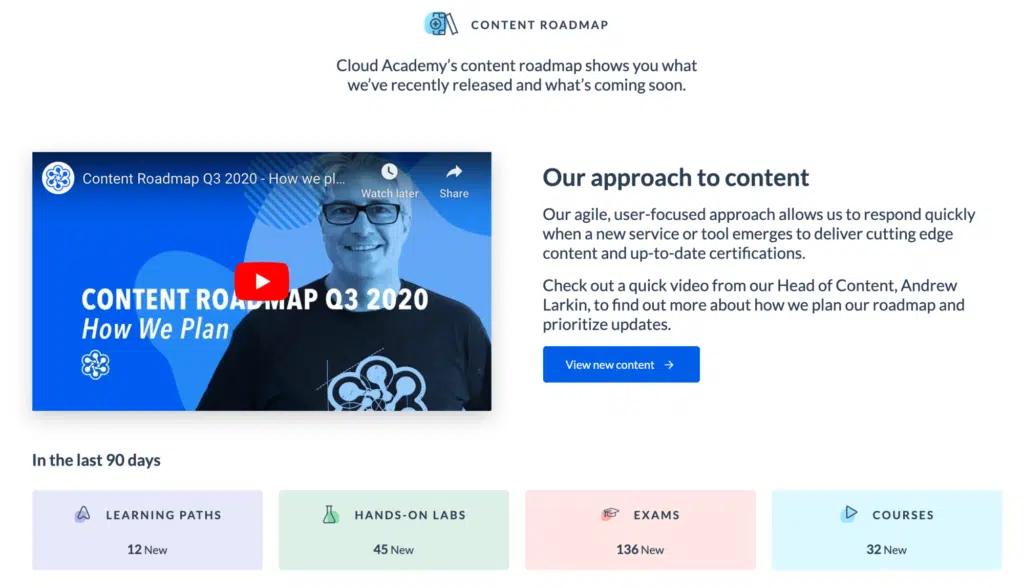 CONTENT ROADMAP
Cloud Academy's content roadmap shows you what
we've recently released and what's coming soon.
Content Roadmap Q3 2020 - How we pl...
Watch later
Share
CONTENT ROADMAP Q3 2020
How We Plan
Our approach to content
Our agile, user-focused approach allows us to respond quickly
when a new service or tool emerges to deliver cutting edge
content and up-to-date certifications.
Check out a quick video from our Head of Content, Andrew
Larkin, to find out more about how we plan our roadmap and
prioritize updates.
View new content →
In the last 90 days
LEARNING PATHS
12 New
HANDS-ON LABS
45 New
EXAMS
136 New
COURSES
32 New